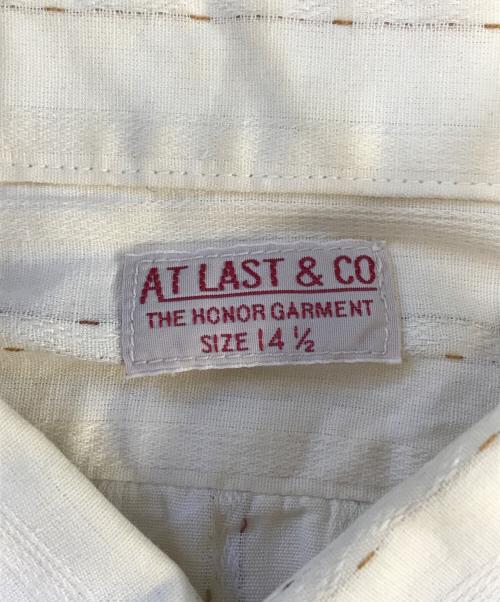 AT LAST & CO
THE HONOR GARMENT
SIZE 14 ½